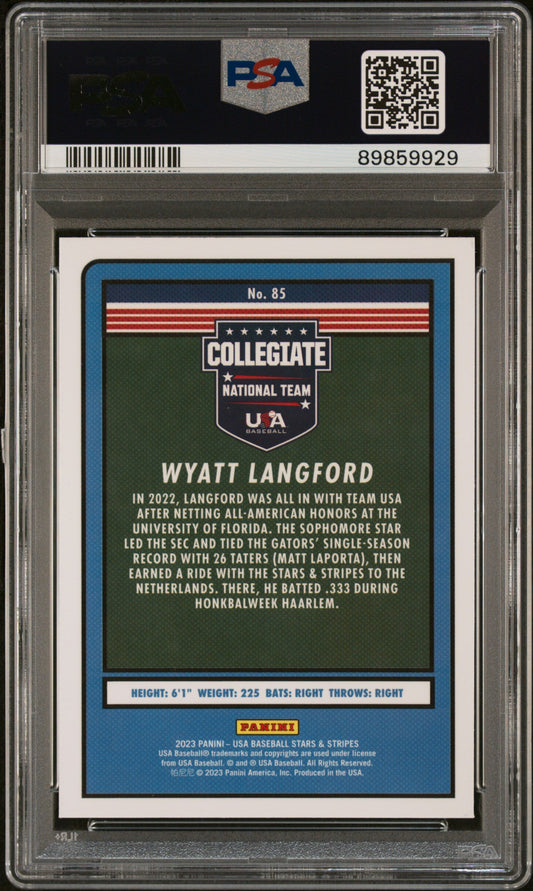 PSA
89859929
No. 85
COLLEGIATE
NATIONAL TEAM
USA
BASEBALL
WYATT LANGFORD
IN 2022, LANGFORD WAS ALL IN WITH TEAM USA
AFTER NETTING ALL-AMERICAN HONORS AT THE
UNIVERSITY OF FLORIDA. THE SOPHOMORE STAR
LED THE SEC AND TIED THE GATORS' SINGLE-SEASON
RECORD WITH 26 TATERS (MATT LAPORTA), THEN
EARNED A RIDE WITH THE STARS & STRIPES TO THE
NETHERLANDS. THERE, HE BATTED .333 DURING
HONKBALWEEK HAARLEM.
HEIGHT: 6'1" WEIGHT: 225 BATS: RIGHT THROWS: RIGHT
PANINI
2023 PANINI – USA BASEBALL STARS & STRIPES
USA Baseball® trademarks and copyrights are used under license
from USA Baseball. © and ® USA Baseball. All Rights Reserved.
帕尼尼 © 2023 Panini America, Inc. Produced in the USA.
PSA